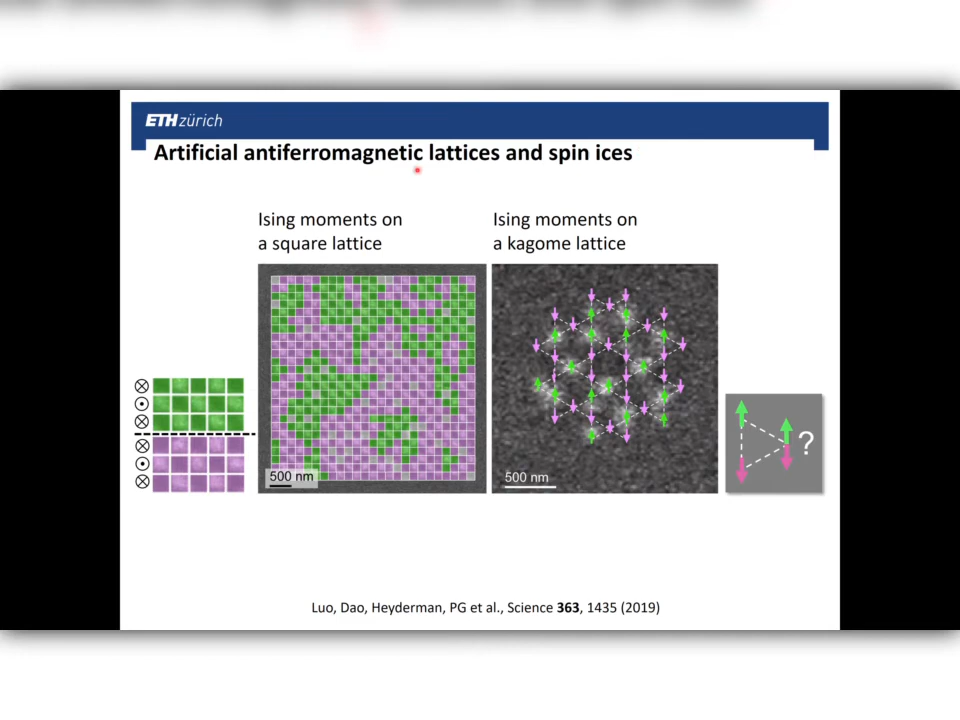 ETH zürich
Artificial antiferromagnetic lattices and spin ices
Ising moments on
a square lattice
Ising moments on
a kagome lattice
500 nm
500 nm
?
Luo, Dao, Heyderman, PG et al., Science 363, 1435 (2019)